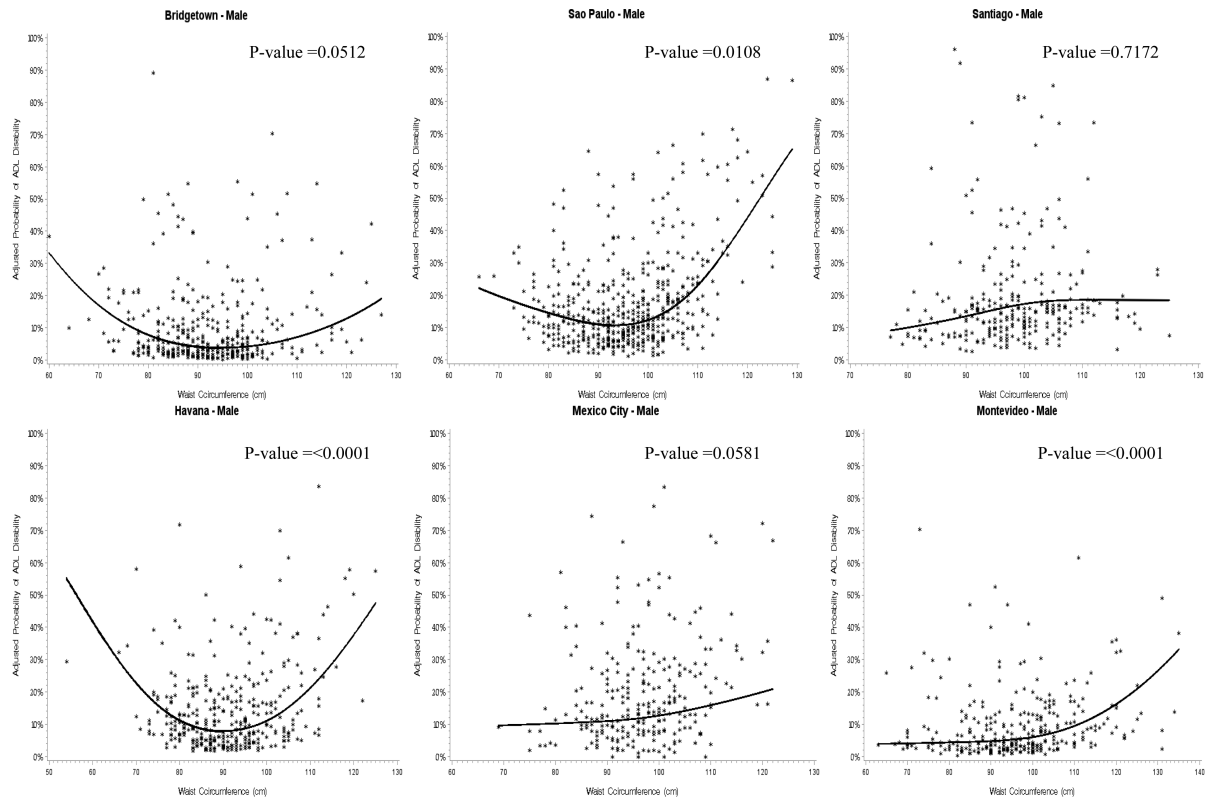 Bridgetown - Male
P-value =0.0512
Adjusted Probability of ADL Disability
100%
90%
80%
70%
60%
50%
40%
30%
20%
10%
0%
60 70 80 90 100 110 120 130
Waist Coircumference (cm)
Sao Paulo - Male
P-value =0.0108
Adjusted Probability of ADL Disability
100%
90%
80%
70%
60%
50%
40%
30%
20%
10%
0%
60 70 80 90 100 110 120 130
Waist Coircumference (cm)
Santiago - Male
P-value =0.7172
Adjusted Probability of ADL Disability
100%
90%
80%
70%
60%
50%
40%
30%
20%
10%
0%
70 80 90 100 110 120 130
Waist Coircumference (cm)
Havana - Male
P-value =<0.0001
Adjusted Probability of ADL Disability
100%
90%
80%
70%
60%
50%
40%
30%
20%
10%
0%
50 60 70 80 90 100 110 120 130
Waist Coircumference (cm)
Mexico City - Male
P-value =0.0581
Adjusted Probability of ADL Disability
100%
90%
80%
70%
60%
50%
40%
30%
20%
10%
0%
60 70 80 90 100 110 120 130
Waist Coircumference (cm)
Montevideo - Male
P-value =<0.0001
Adjusted Probability of ADL Disability
100%
90%
80%
70%
60%
50%
40%
30%
20%
10%
0%
60 70 80 90 100 110 120 130 140
Waist Coircumference (cm)